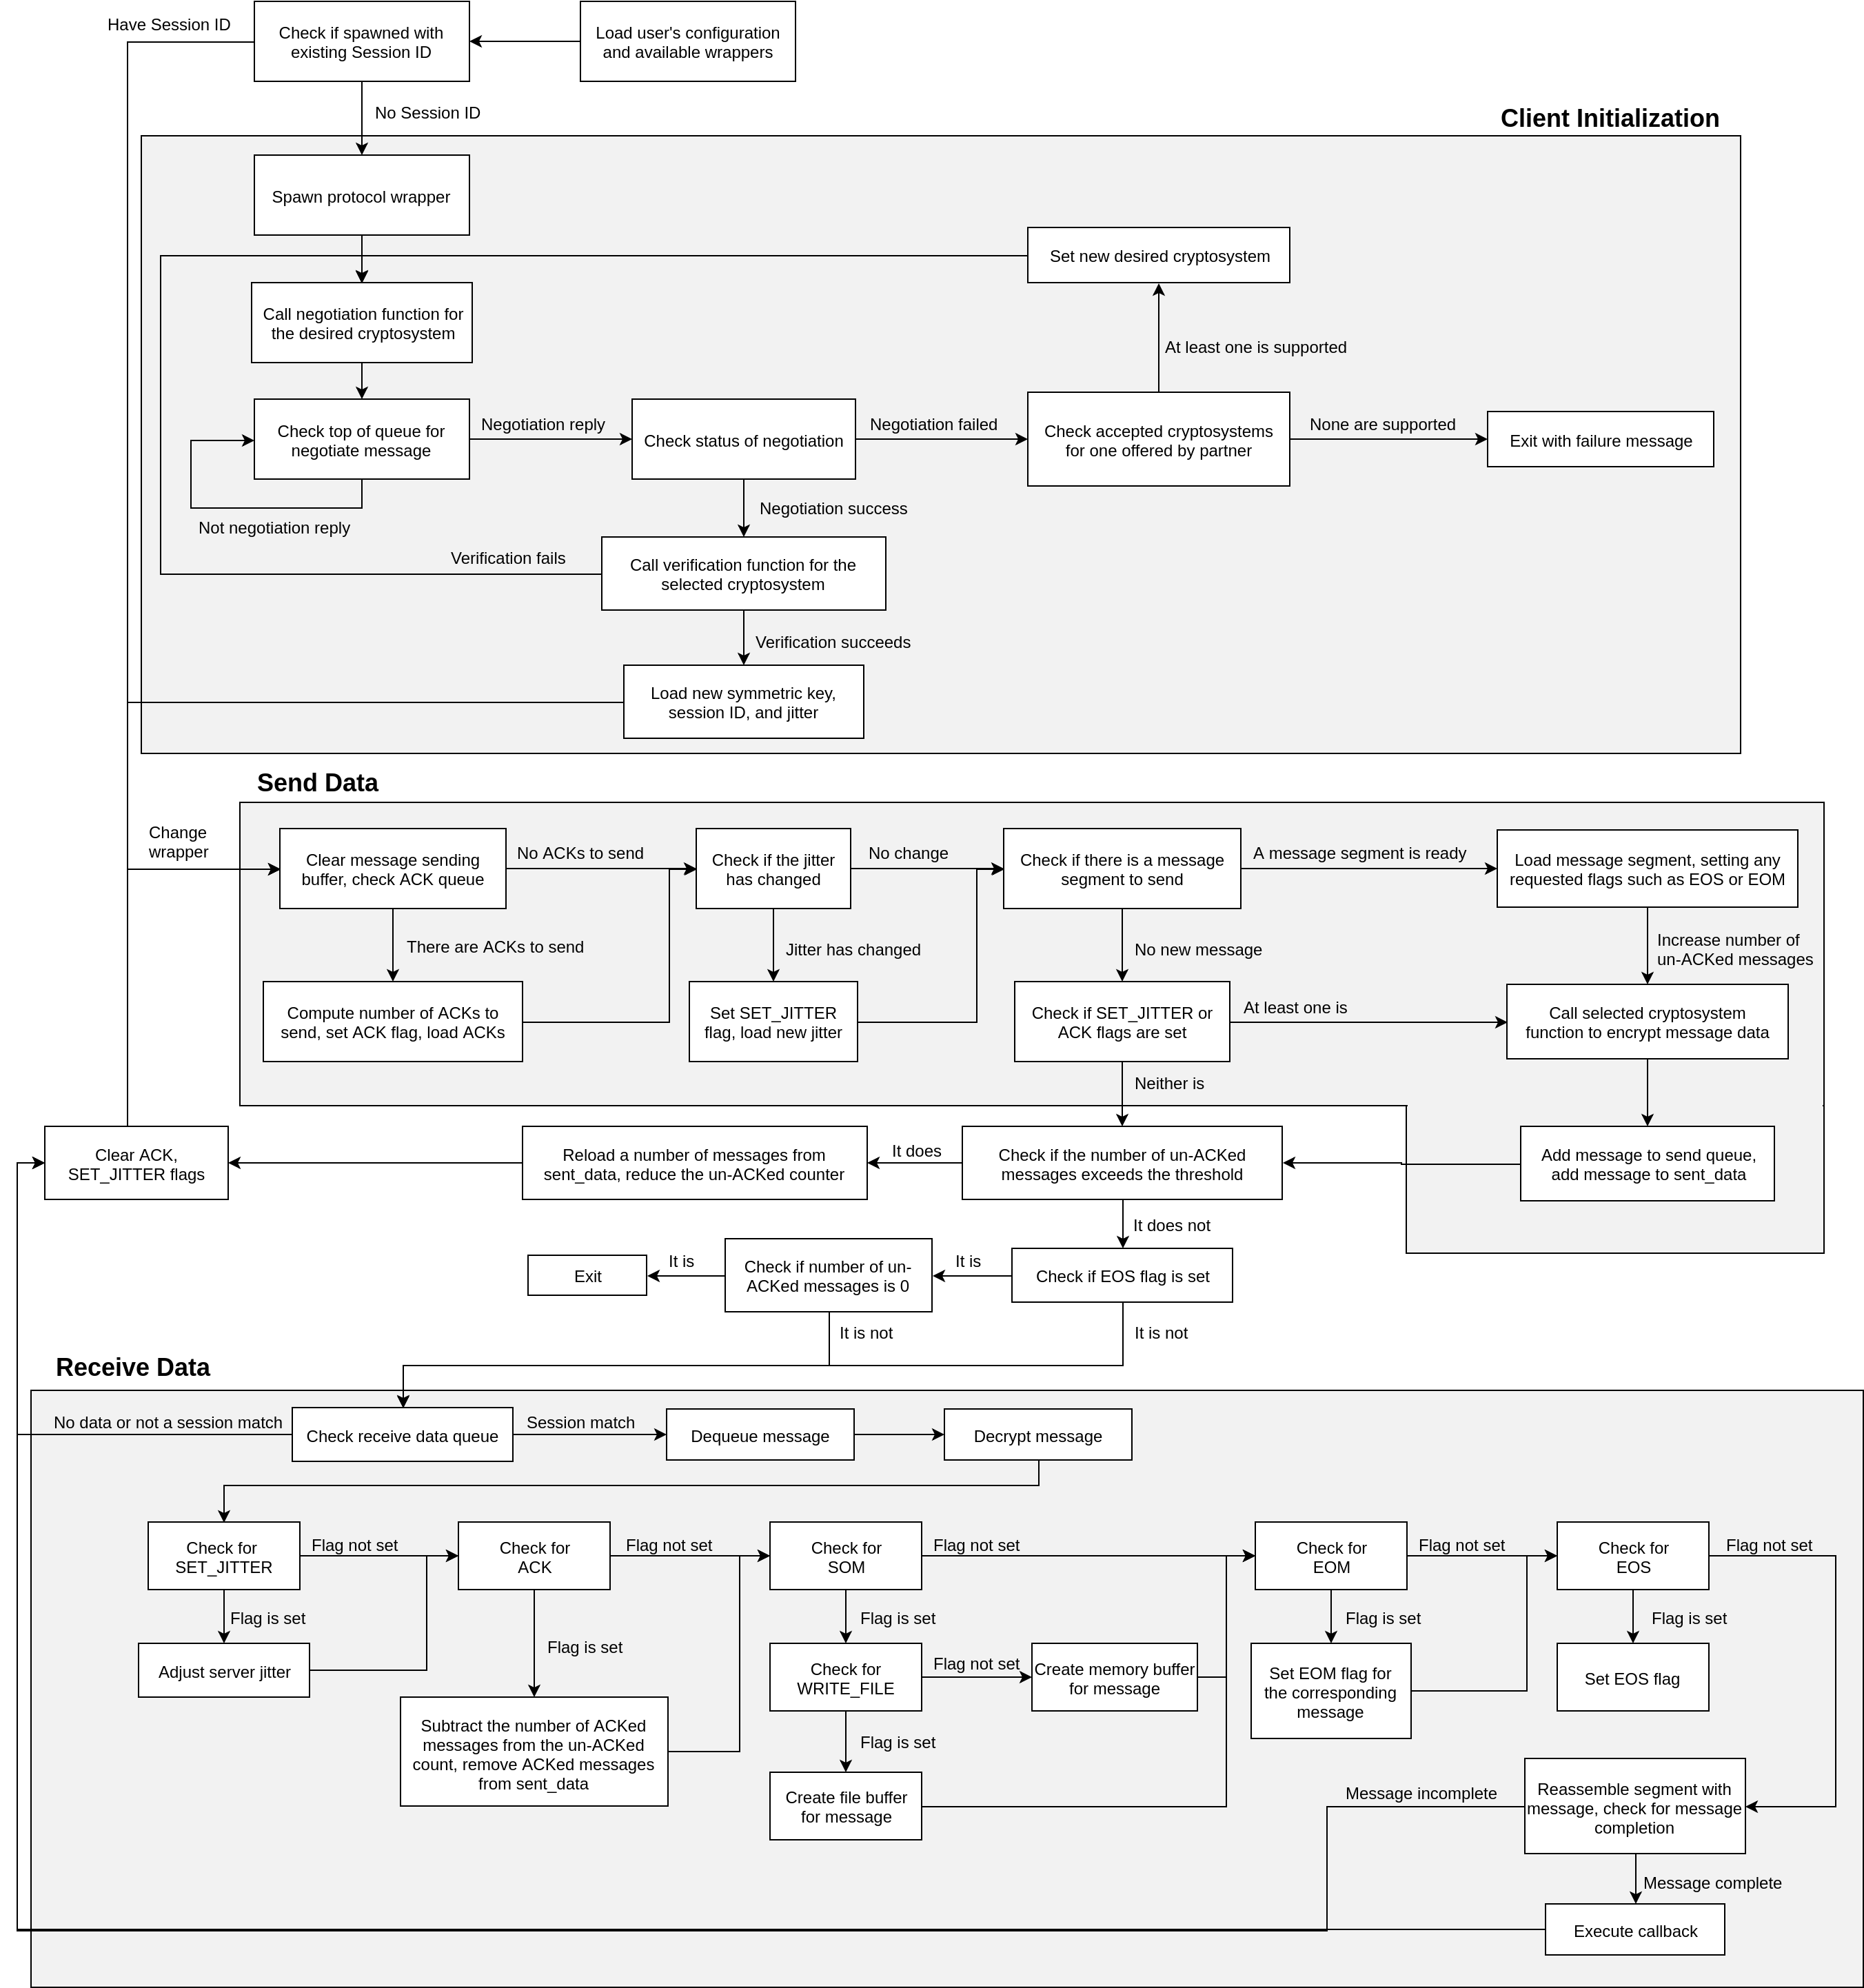 Have Session ID
Check if spawned with
existing Session ID
Load user's configuration
and available wrappers
No Session ID
Client Initialization
Spawn protocol wrapper
Set new desired cryptosystem
Call negotiation function for
the desired cryptosystem
At least one is supported
Check top of queue for
negotiate message
Negotiation reply
Check status of negotiation
Negotiation failed
Check accepted cryptosystems
for one offered by partner
None are supported
Exit with failure message
Not negotiation reply
Negotiation success
Verification fails
Call verification function for the
selected cryptosystem
Verification succeeds
Load new symmetric key,
session ID, and jitter
Send Data
Change
wrapper
Clear message sending
buffer, check ACK queue
No ACKs to send
Check if the jitter
has changed
No change
Check if there is a message
segment to send
A message segment is ready
Load message segment, setting any
requested flags such as EOS or EOM
There are ACKs to send
Jitter has changed
No new message
Increase number of
un-ACKed messages
Compute number of ACKs to
send, set ACK flag, load ACKs
Set SET_JITTER
flag, load new jitter
Check if SET_JITTER or
ACK flags are set
At least one is
Call selected cryptosystem
function to encrypt message data
Neither is
Clear ACK,
SET_JITTER flags
Reload a number of messages from
sent_data, reduce the un-ACKed counter
It does
Check if the number of un-ACKed
messages exceeds the threshold
Add message to send queue,
add message to sent_data
It does not
Exit
It is
Check if number of un-
ACKed messages is 0
It is
Check if EOS flag is set
It is not
It is not
Receive Data
No data or not a session match
Check receive data queue
Session match
Dequeue message
Decrypt message
Check for
SET_JITTER
Flag not set
Check for
ACK
Flag not set
Check for
SOM
Flag not set
Check for
EOM
Flag not set
Check for
EOS
Flag not set
Flag is set
Flag is set
Flag is set
Flag is set
Flag is set
Adjust server jitter
Check for
WRITE_FILE
Flag not set
Create memory buffer
for message
Set EOM flag for
the corresponding
message
Set EOS flag
Subtract the number of ACKed
messages from the un-ACKed
count, remove ACKed messages
from sent_data
Flag is set
Create file buffer
for message
Message incomplete
Reassemble segment with
message, check for message
completion
Message complete
Execute callback